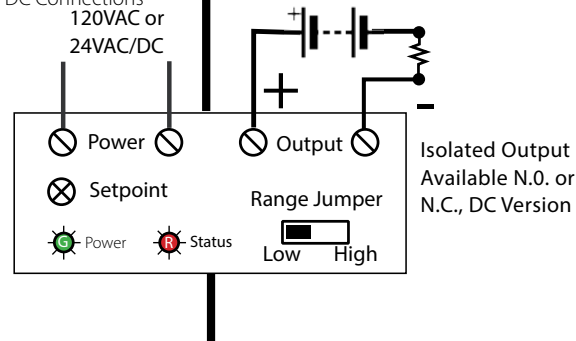 DC Connections
120VAC or
24VAC/DC
+
+
-
Power
Output
Isolated Output
Available N.0. or
N.C., DC Version
Setpoint
Range Jumper
G Power
R Status
Low High